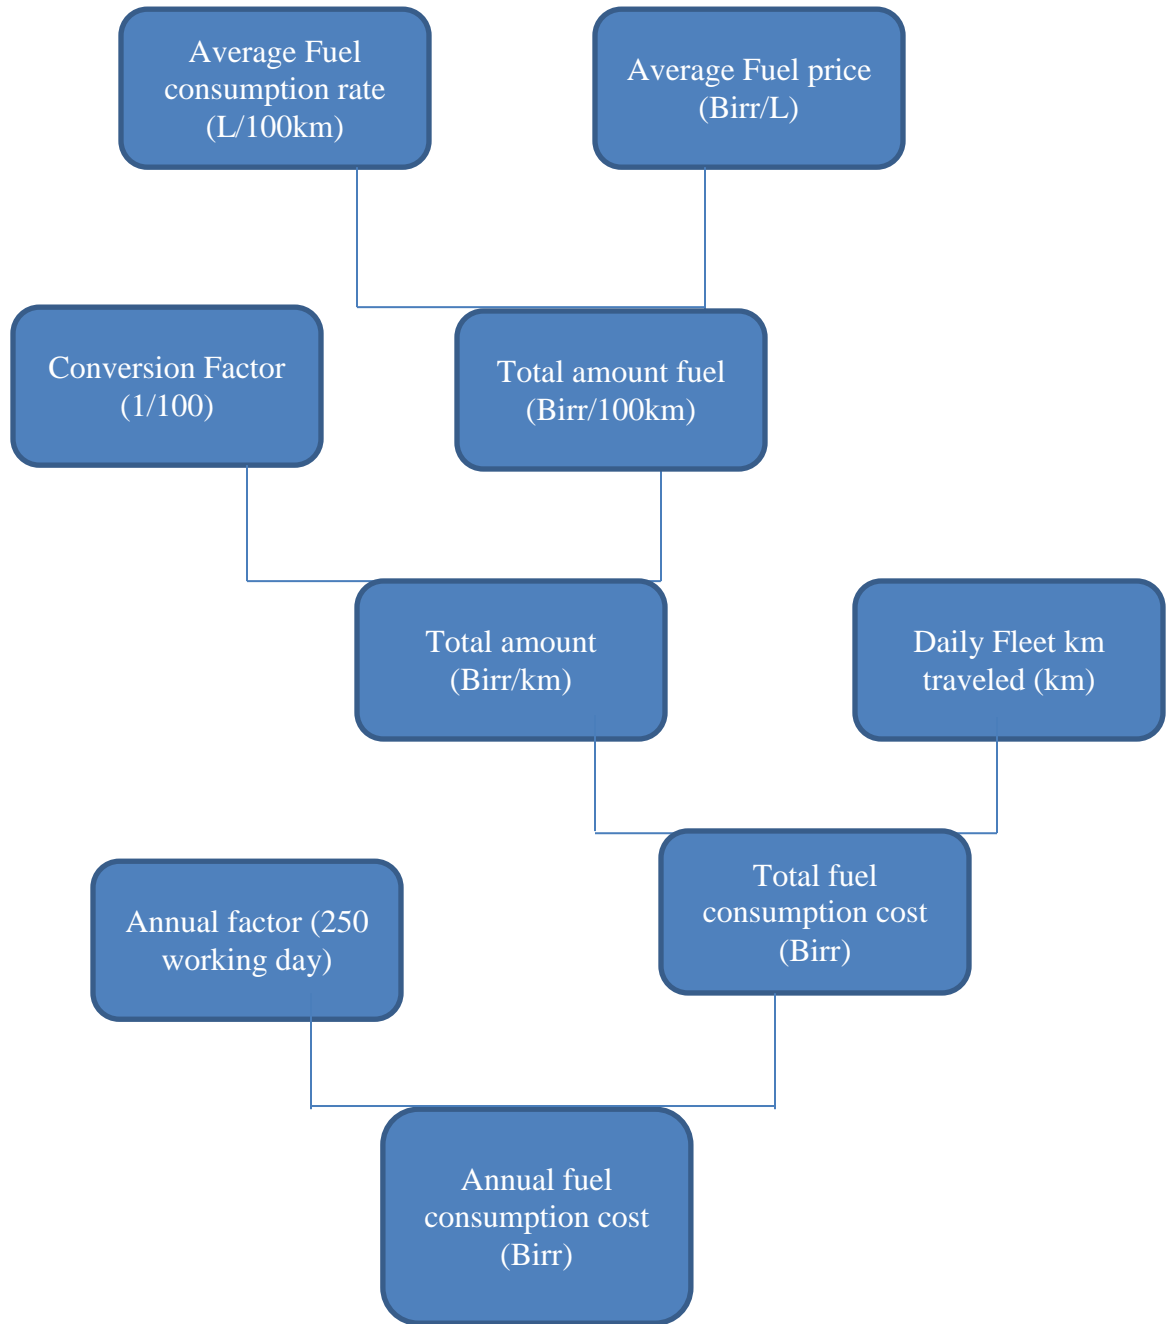 Average Fuel
consumption rate
(L/100km)
Average Fuel price
(Birr/L)
Conversion Factor
(1/100)
Total amount fuel
(Birr/100km)
Total amount
(Birr/km)
Daily Fleet km
traveled (km)
Total fuel
consumption cost
(Birr)
Annual factor (250
working day)
Annual fuel
consumption cost
(Birr)